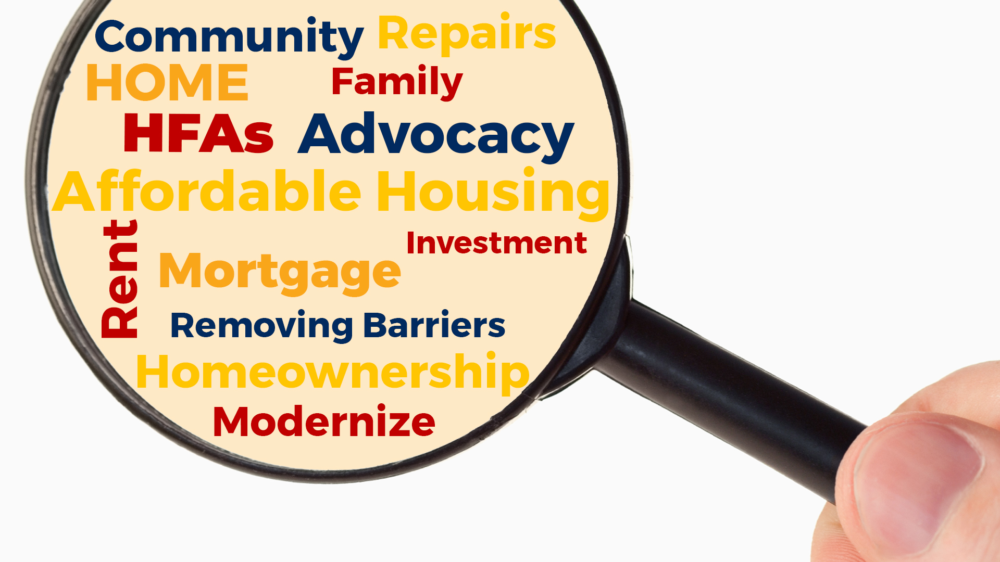 Community Repairs
HOME Family
HFAs Advocacy
Affordable Housing
Rent
Investment
Mortgage
Removing Barriers
Homeownership
Modernize